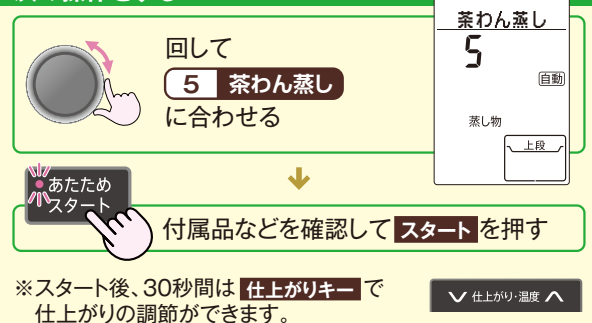 茶わん蒸し
5
自動
蒸し物
上段
回して
5 茶わん蒸し
に合わせる
あたため
スタート
付属品などを確認して スタート を押す
※スタート後、30秒間は 仕上がりキー で
仕上がりの調節ができます。
仕上がり・温度